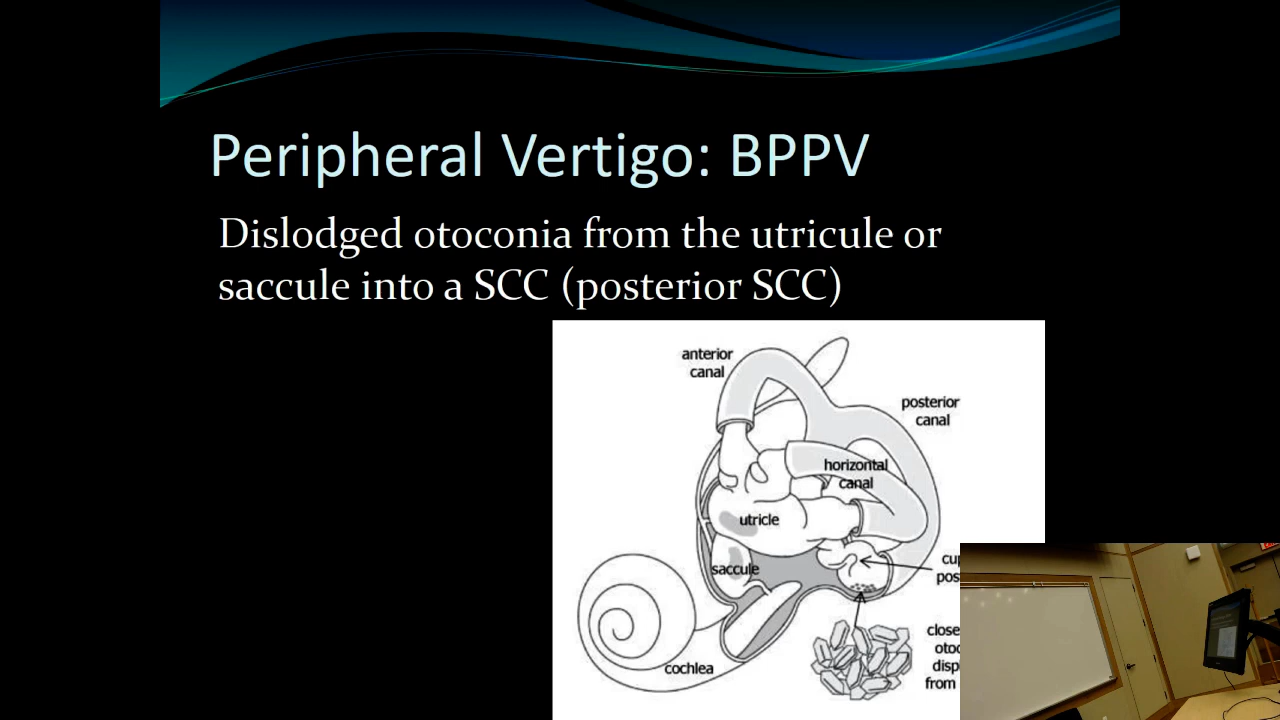 Peripheral Vertigo: BPPV
Dislodged otoconia from the utricule or
saccule into a SCC (posterior SCC)
anterior
canal
posterior
canal
horizontal
canal
utricle
saccule
cochlea
from